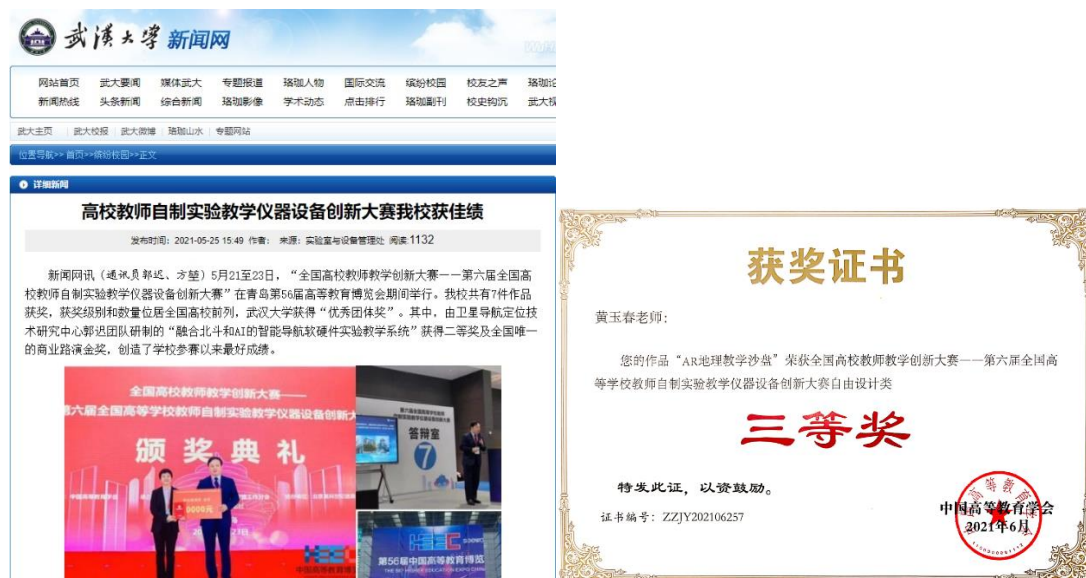 武汉大学 新闻网
网站首页 武大要闻 媒体武大 专题报道 珞珈人物 国际交流 缤纷校园 校友之声
新闻热线 头条新闻 综合新闻 珞珈影像 学术动态 点击排行 珞珈副刊 校史钩沉
武大主页 武大校报 武大微博 珞珈山水 专题网站
位置导航>> 首页>>缤纷校园>>正文
详细新闻
高校教师自制实验教学仪器设备创新大赛我校获佳绩
发布时间：2021-05-25 15:49 作者： 来源：实验室与设备管理处 阅读:1132
新闻网讯（通讯员郭迟、方堃）5月21至23日，“全国高校教师教学创新大赛——第六届全国高
校教师自制实验教学仪器设备创新大赛”在青岛第56届高等教育博览会期间举行。我校共有7件作品
获奖，获奖级别和数量位居全国高校前列，武汉大学获得“优秀团体奖”。其中，由卫星导航定位技
术研究中心郭迟团队研制的“融合北斗和AI的智能导航软硬件实验教学系统”获得二等奖及全国唯一
的商业路演金奖，创造了学校参赛以来最好成绩。
全国高校教师教学创新大赛——
第六届全国高等学校教师自制实验教学仪器设备创新大
颁奖典礼
0000元
HEEC
答辩室
7
HEEC
第56届中国高等教育博览
获奖证书
黄玉春老师：
您的作品“AR地理教学沙盘”荣获全国高校教师教学创新大赛——第六届全国高
等学校教师自制实验教学仪器设备创新大赛自由设计类
三等奖
特发此证，以资鼓励。
证书编号：ZZJY202106257
中国高等教育学会
2021年6月